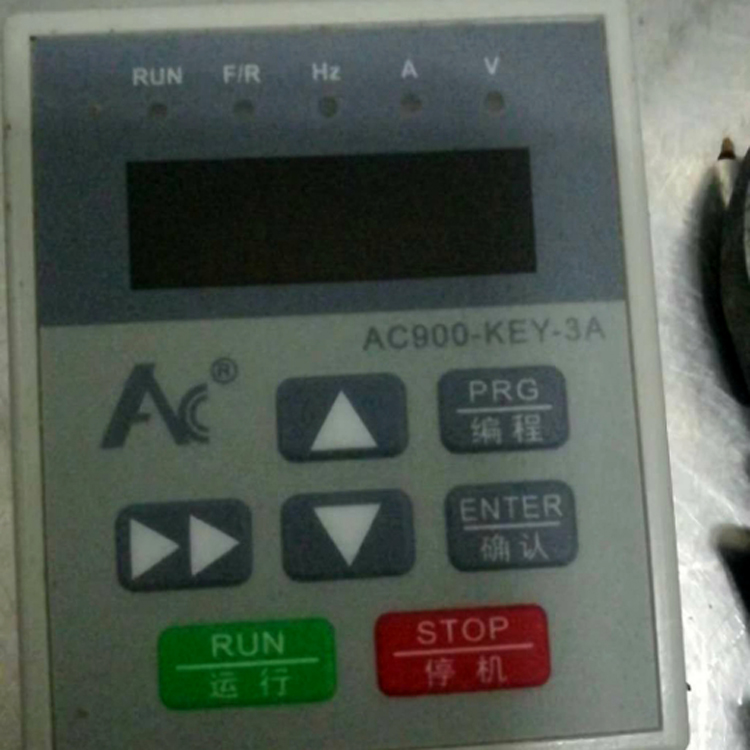 RUN F/R Hz A V
AC900-KEY-3A
AC®
PRG
编程
ENTER
确认
RUN
运行
STOP
停机